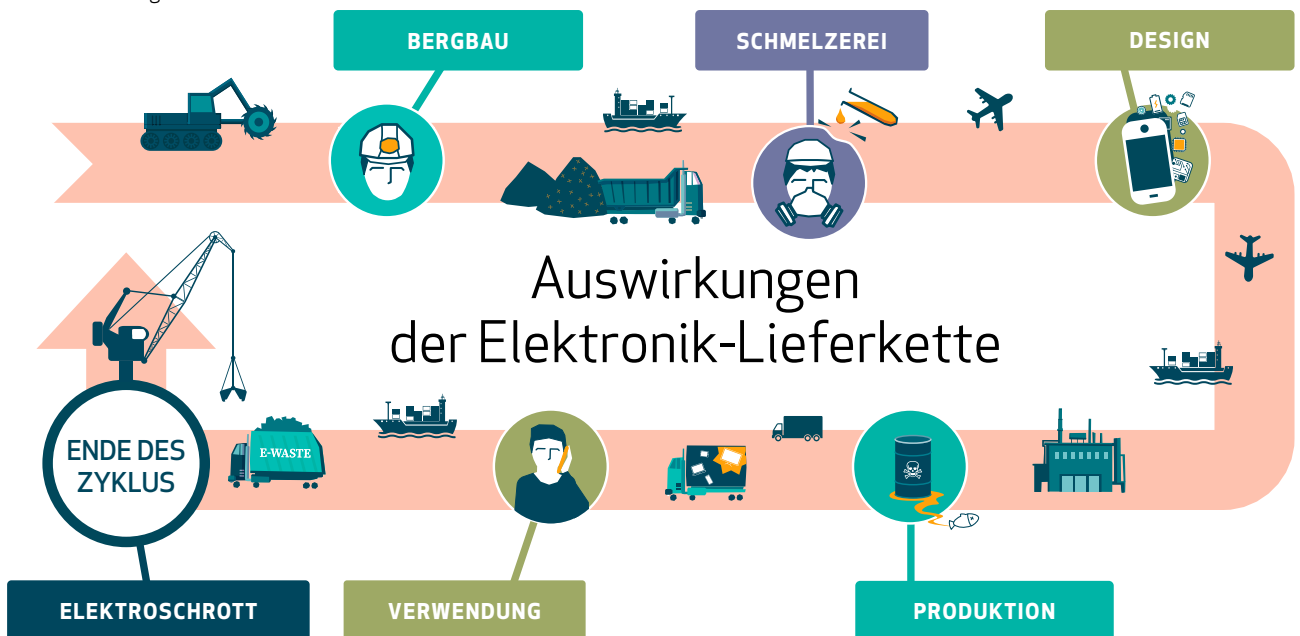 BERGBAU
SCHMELZEREI
DESIGN
Auswirkungen
der Elektronik-Lieferkette
ENDE DES
ZYKLUS
E-WASTE
ELEKTROSCHROTT
VERWENDUNG
PRODUKTION